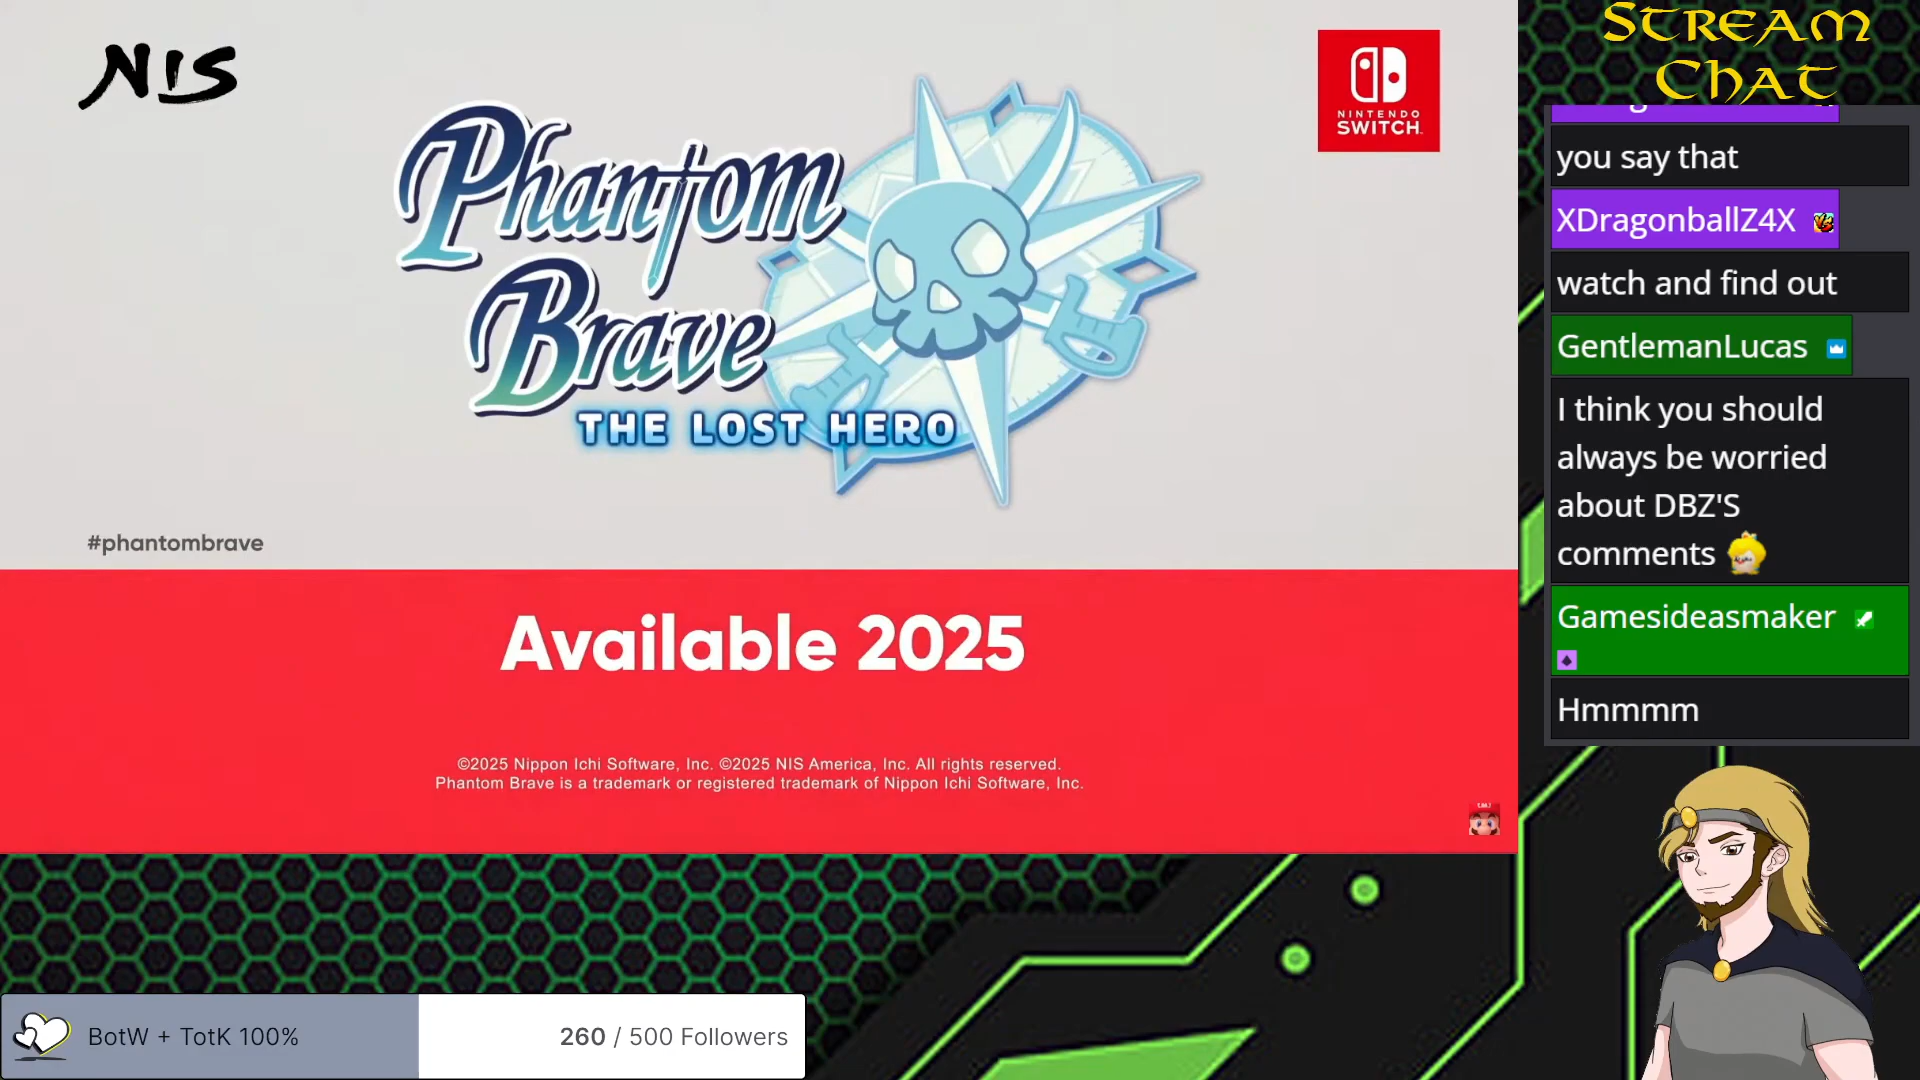 NIS
Phantom
Brave
THE LOST HERO
NINTENDO
SWITCH
#phantombrave
Available 2025
©2025 Nippon Ichi Software, Inc. ©2025 NIS America, Inc. All rights reserved.
Phantom Brave is a trademark or registered trademark of Nippon Ichi Software, Inc.
STREAM
CHAT
you say that
XDragonballZ4X
watch and find out
GentlemanLucas
I think you should
always be worried
about DBZ'S
comments
Gamesideasmaker
Hmmmm
BotW + TotK 100%
260 / 500 Followers